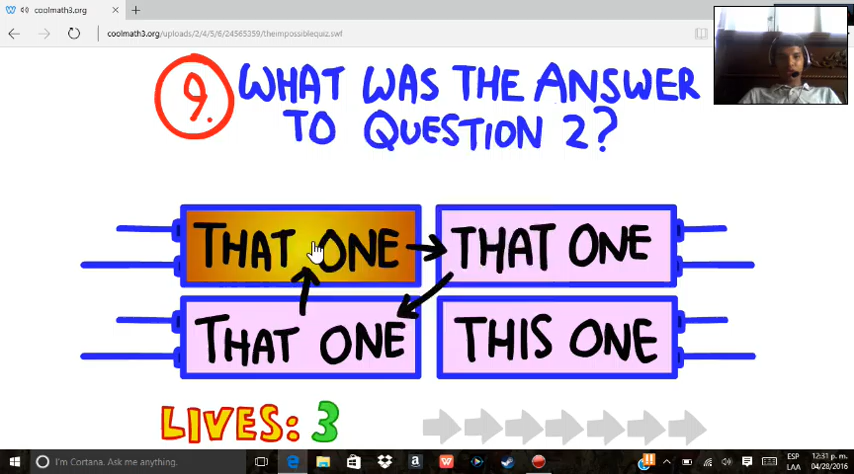 coolmath3.org
coolmath3.org/uploads/2/4/5/6/24565359/theimpossiblequiz.swf
9.
WHAT WAS THE ANSWER
TO QUESTION 2?
THAT ONE
THAT ONE
THAT ONE
THIS ONE
LIVES: 3
I'm Cortana. Ask me anything.
ESP
LAA
12:31 p. m.
04/28/2016